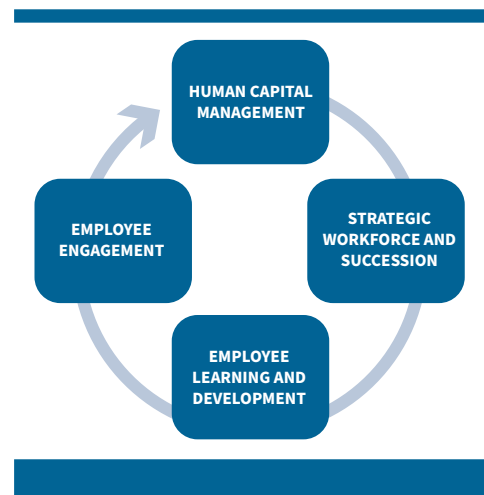 HUMAN CAPITAL
MANAGEMENT
STRATEGIC
WORKFORCE AND
SUCCESSION
EMPLOYEE
LEARNING AND
DEVELOPMENT
EMPLOYEE
ENGAGEMENT